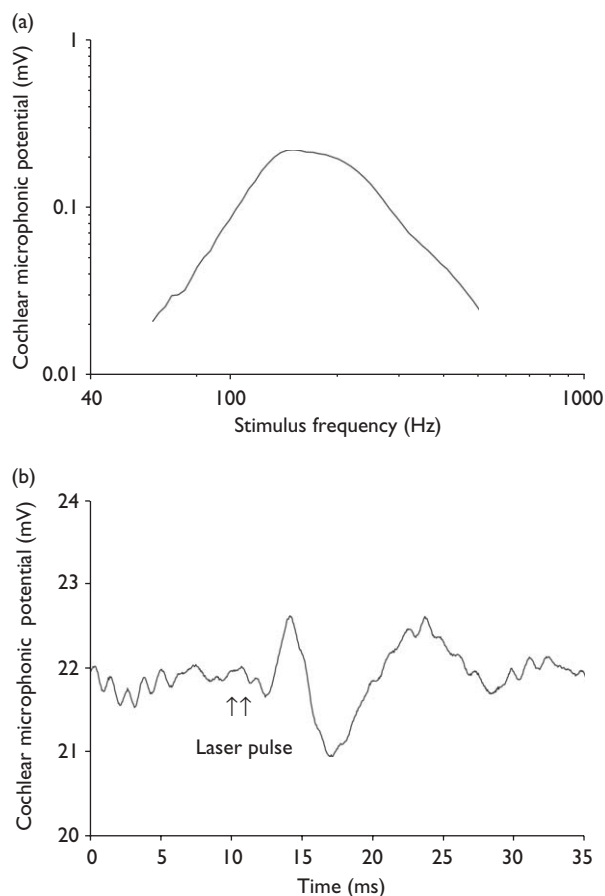 (a)
1
0.1
0.01
Cochlear microphonic potential (mV)
40 100 1000
Stimulus frequency (Hz)
(b)
24
23
22
21
20
Cochlear microphonic potential (mV)
↑↑
Laser pulse
0 5 10 15 20 25 30 35
Time (ms)